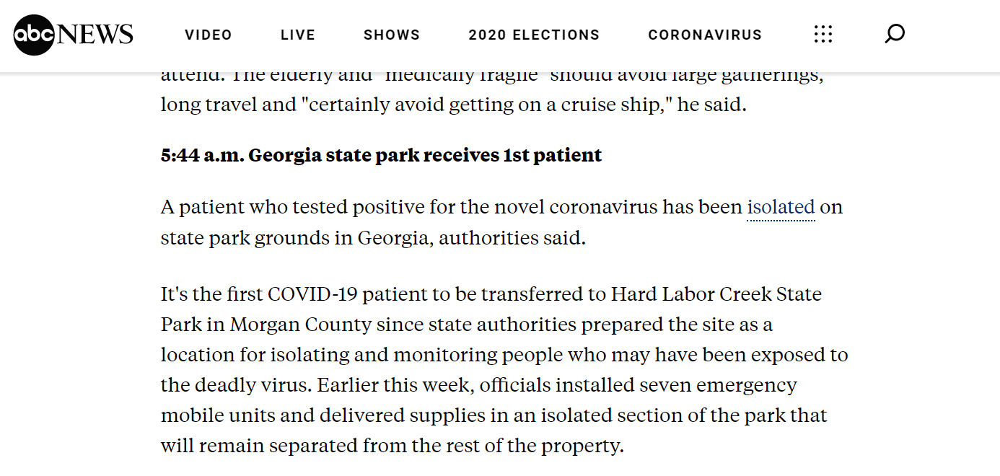 abc NEWS VIDEO LIVE SHOWS 2020 ELECTIONS CORONAVIRUS
attend. The elderly and "medically fragile" should avoid large gatherings,
long travel and "certainly avoid getting on a cruise ship," he said.
5:44 a.m. Georgia state park receives 1st patient
A patient who tested positive for the novel coronavirus has been isolated on
state park grounds in Georgia, authorities said.
It's the first COVID-19 patient to be transferred to Hard Labor Creek State
Park in Morgan County since state authorities prepared the site as a
location for isolating and monitoring people who may have been exposed to
the deadly virus. Earlier this week, officials installed seven emergency
mobile units and delivered supplies in an isolated section of the park that
will remain separated from the rest of the property.